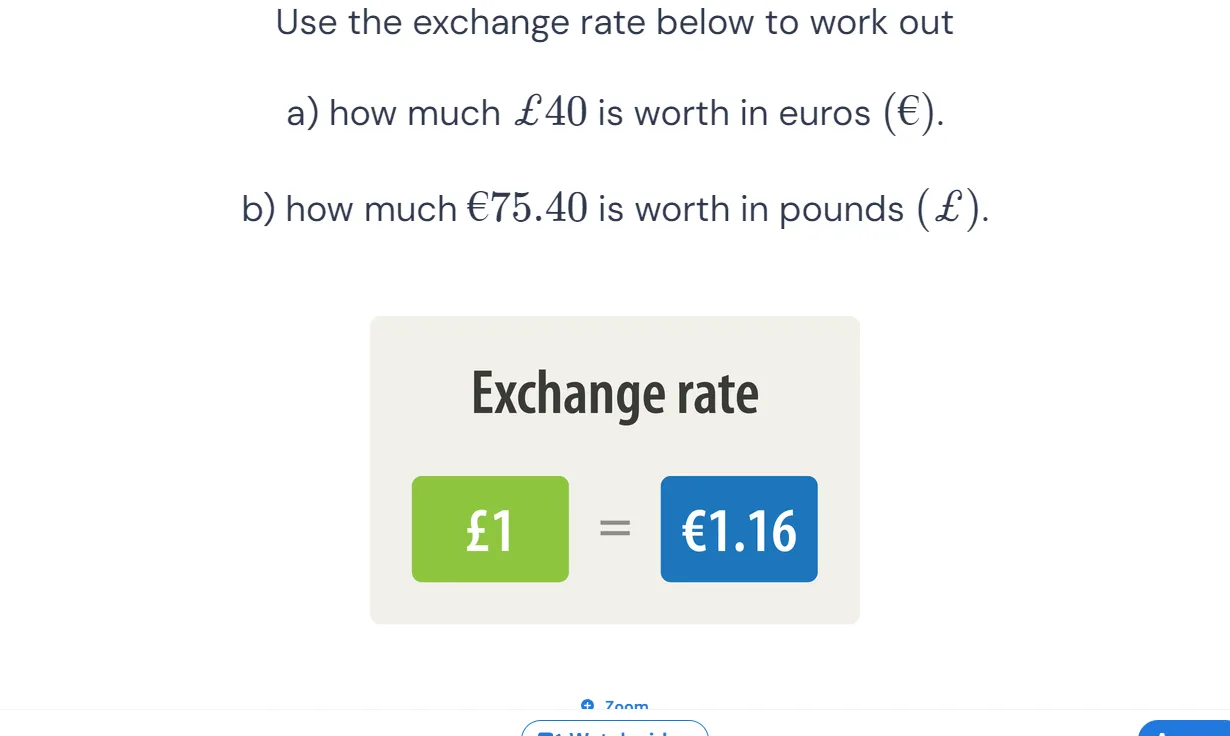 Use the exchange rate below to work out
a) how much £40 is worth in euros (€).
b) how much €75.40 is worth in pounds (£).
Exchange rate
£1 = €1.16
Zoom